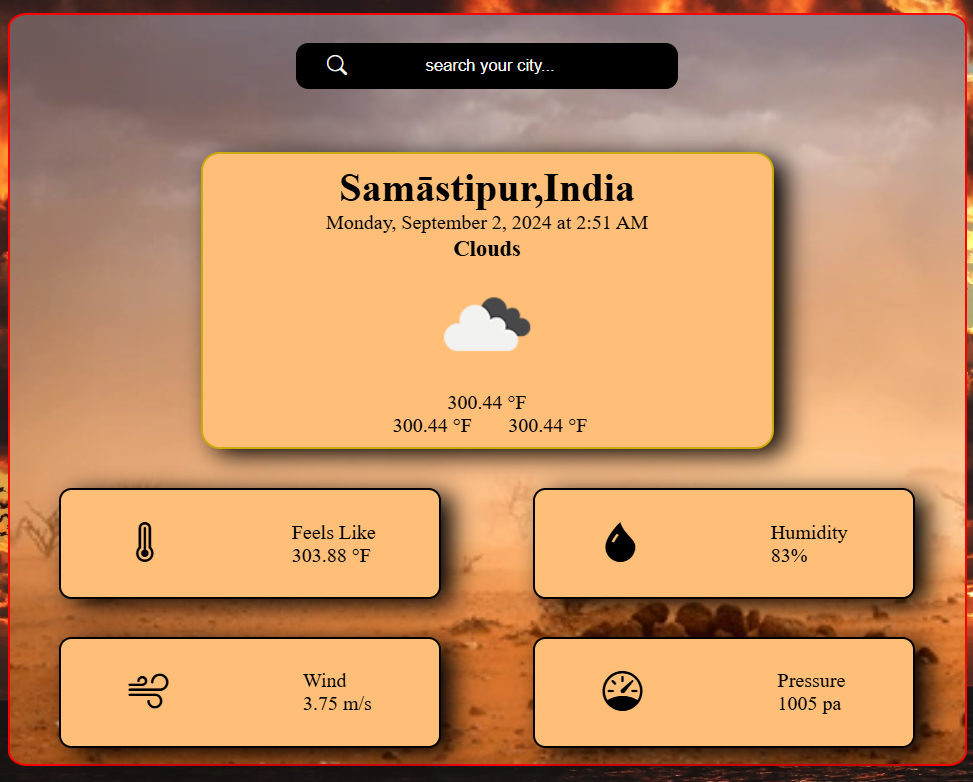 search your city...
Samāstipur,India
Monday, September 2, 2024 at 2:51 AM
Clouds
300.44 °F
300.44 °F 300.44 °F
Feels Like
303.88 °F
Humidity
83%
Wind
3.75 m/s
Pressure
1005 pa